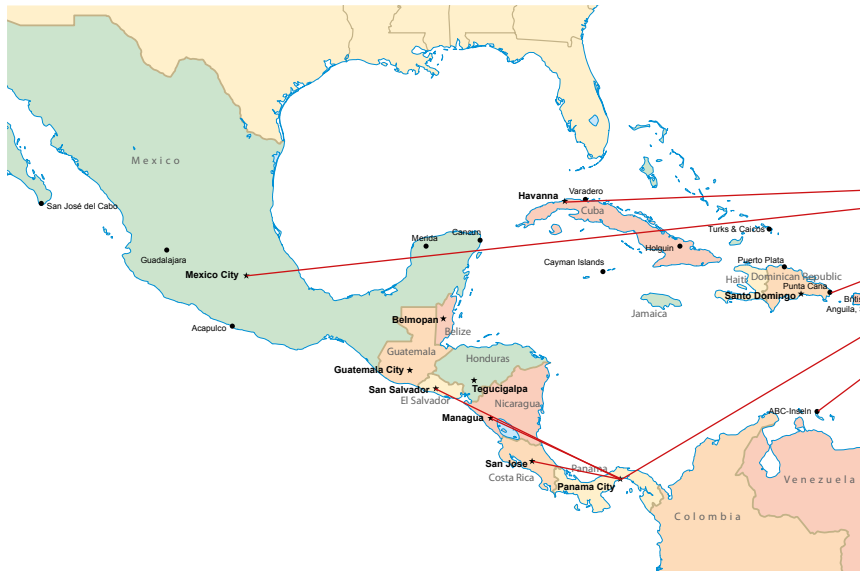 Mexico
San José del Cabo
Guadalajara
Mexico City
Acapulco
Merida
Cancun
Havanna
Varadero
Cuba
Holguin
Turks & Caicos
Cayman Islands
Puerto Plata
Haiti
Dominican Republic
Punta Cana
Santo Domingo
Jamaica
Britis
Anguila, S
Belmopan
Belize
Guatemala
Honduras
Guatemala City
Tegucigalpa
San Salvador
El Salvador
Nicaragua
Managua
ABC-Inseln
San Jose
Costa Rica
Panama
Panama City
Venezuela
Colombia